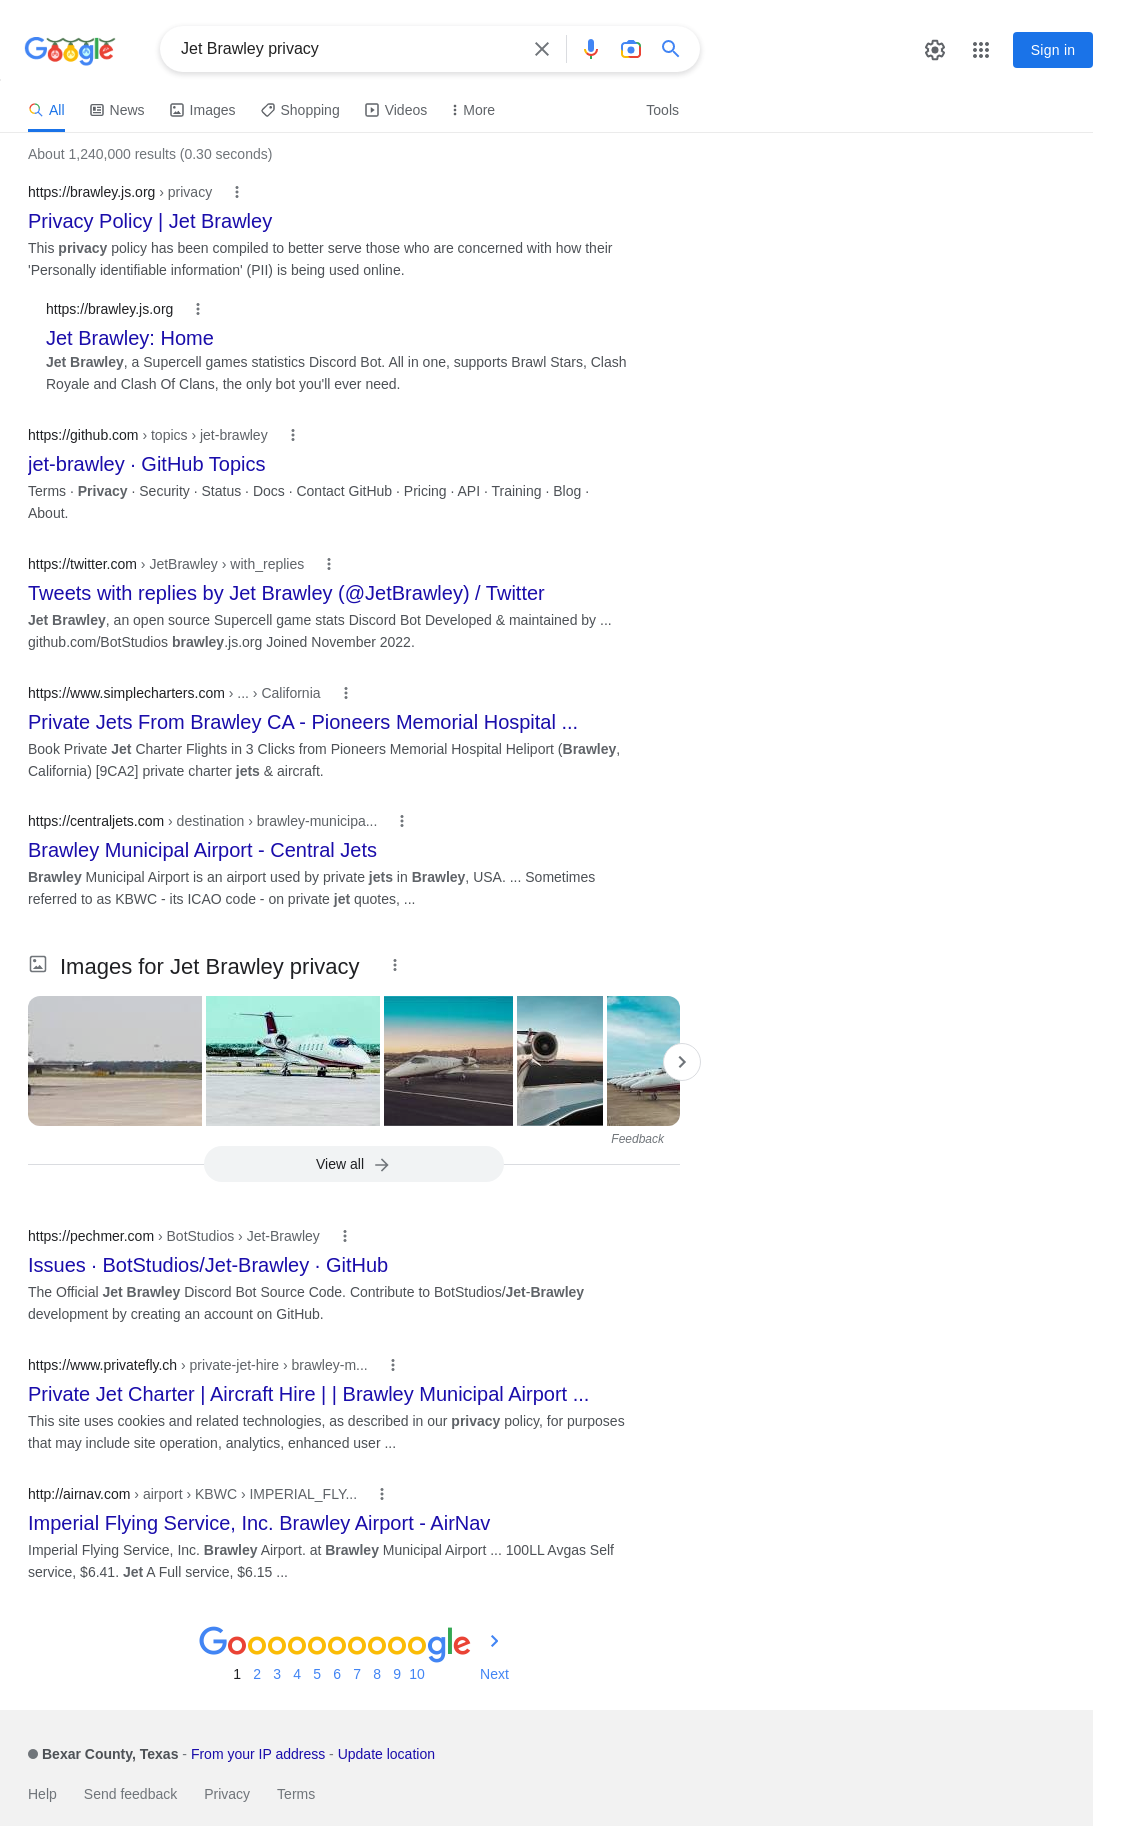 Google
Jet Brawley privacy
Sign in
All News Images Shopping Videos More Tools
About 1,240,000 results (0.30 seconds)
https://brawley.js.org › privacy
Privacy Policy | Jet Brawley
This privacy policy has been compiled to better serve those who are concerned with how their
'Personally identifiable information' (PII) is being used online.
https://brawley.js.org
Jet Brawley: Home
Jet Brawley, a Supercell games statistics Discord Bot. All in one, supports Brawl Stars, Clash
Royale and Clash Of Clans, the only bot you'll ever need.
https://github.com › topics › jet-brawley
jet-brawley · GitHub Topics
Terms · Privacy · Security · Status · Docs · Contact GitHub · Pricing · API · Training · Blog ·
About.
https://twitter.com › JetBrawley › with_replies
Tweets with replies by Jet Brawley (@JetBrawley) / Twitter
Jet Brawley, an open source Supercell game stats Discord Bot Developed & maintained by ...
github.com/BotStudios brawley.js.org Joined November 2022.
https://www.simplecharters.com › ... › California
Private Jets From Brawley CA - Pioneers Memorial Hospital ...
Book Private Jet Charter Flights in 3 Clicks from Pioneers Memorial Hospital Heliport (Brawley,
California) [9CA2] private charter jets & aircraft.
https://centraljets.com › destination › brawley-municipa...
Brawley Municipal Airport - Central Jets
Brawley Municipal Airport is an airport used by private jets in Brawley, USA. ... Sometimes
referred to as KBWC - its ICAO code - on private jet quotes, ...
Images for Jet Brawley privacy
Feedback
View all
https://pechmer.com › BotStudios › Jet-Brawley
Issues · BotStudios/Jet-Brawley · GitHub
The Official Jet Brawley Discord Bot Source Code. Contribute to BotStudios/Jet-Brawley
development by creating an account on GitHub.
https://www.privatefly.ch › private-jet-hire › brawley-m...
Private Jet Charter | Aircraft Hire | | Brawley Municipal Airport ...
This site uses cookies and related technologies, as described in our privacy policy, for purposes
that may include site operation, analytics, enhanced user ...
http://airnav.com › airport › KBWC › IMPERIAL_FLY...
Imperial Flying Service, Inc. Brawley Airport - AirNav
Imperial Flying Service, Inc. Brawley Airport. at Brawley Municipal Airport ... 100LL Avgas Self
service, $6.41. Jet A Full service, $6.15 ...
Goooooooooogle
1 2 3 4 5 6 7 8 9 10 Next
Bexar County, Texas - From your IP address - Update location
Help Send feedback Privacy Terms